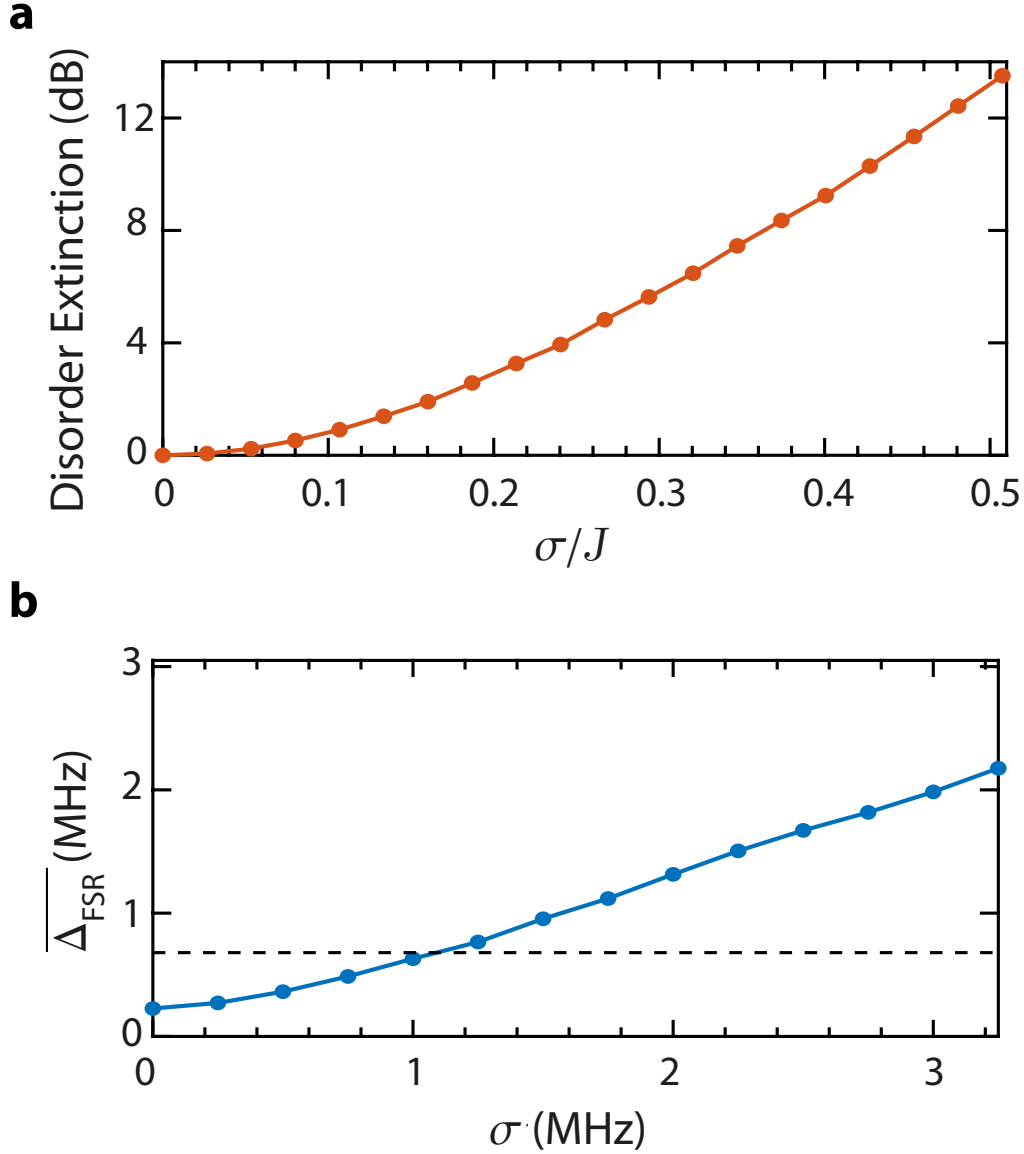 a
Disorder Extinction (dB)
12
8
4
0
0 0.1 0.2 0.3 0.4 0.5
σ/J
b
Δ̅FSR (MHz)
3
2
1
0
0 1 2 3
σ (MHz)